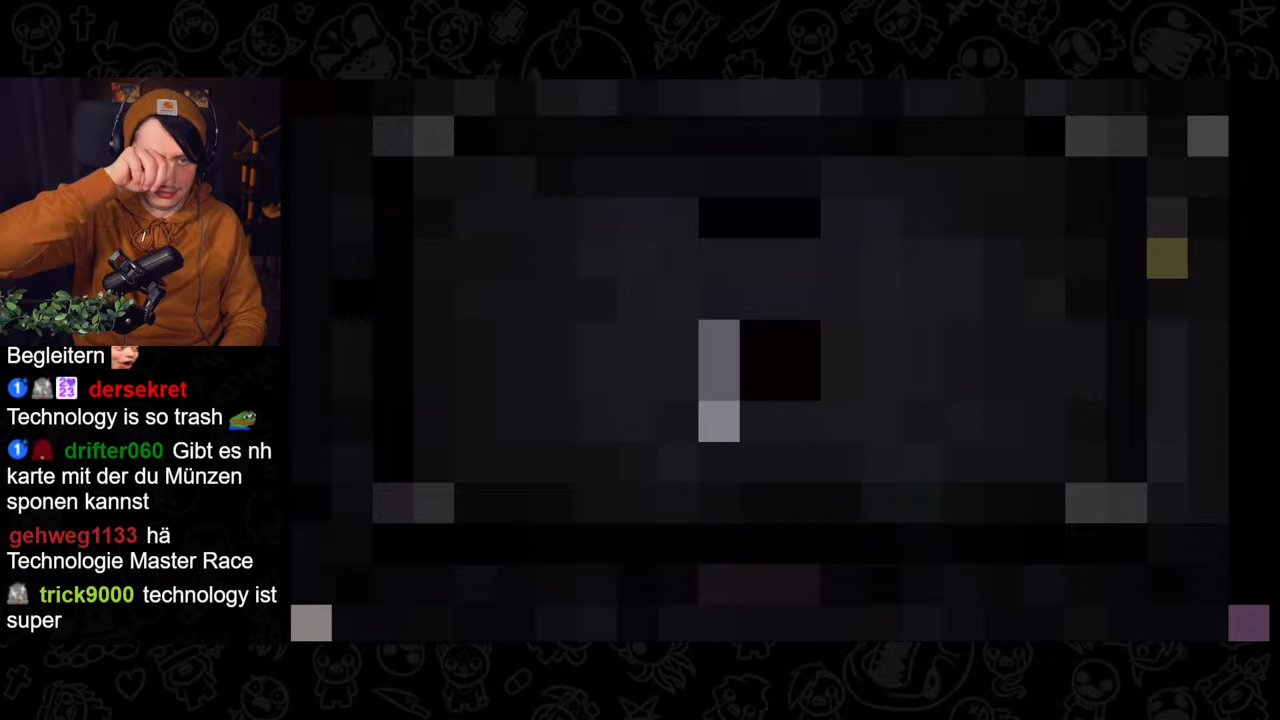 Begleitern
dersekret
Technology is so trash
drifter060 Gibt es nh
karte mit der du Münzen
sponen kannst
gehweg1133 hä
Technologie Master Race
trick9000 technology ist
super